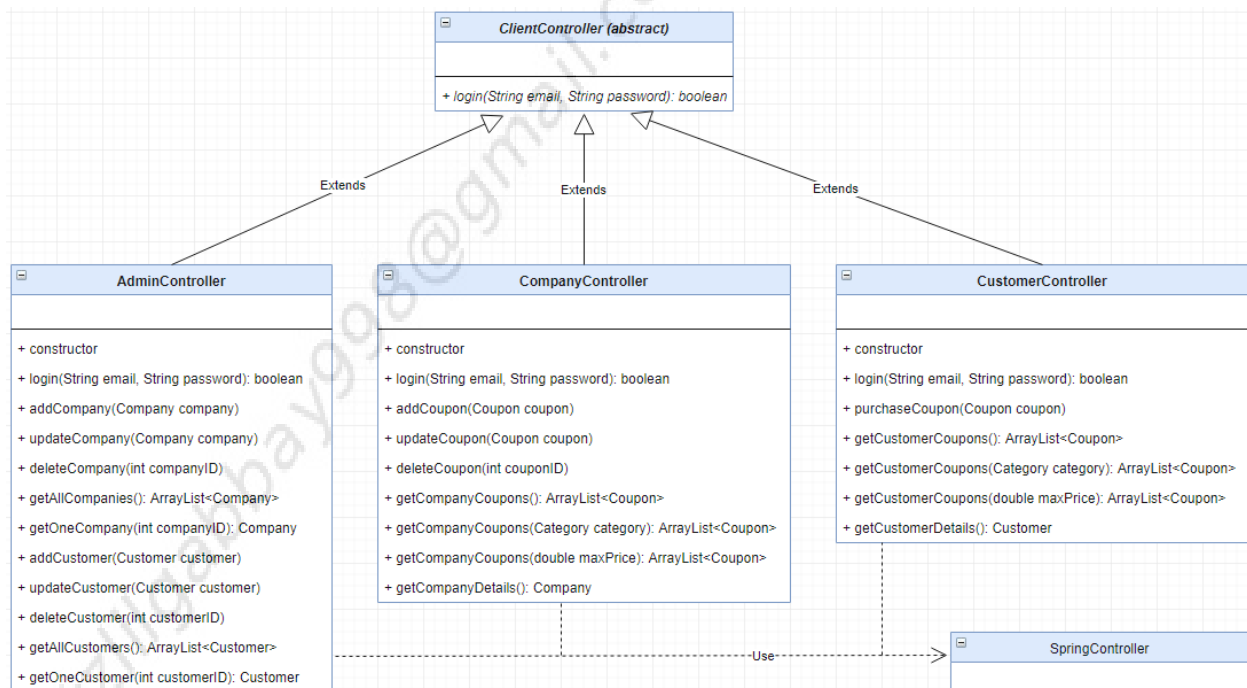 ClientController (abstract)
+ login(String email, String password): boolean
Extends
Extends
Extends
AdminController
+ constructor
+ login(String email, String password): boolean
+ addCompany(Company company)
+ updateCompany(Company company)
+ deleteCompany(int companyID)
+ getAllCompanies(): ArrayList<Company>
+ getOneCompany(int companyID): Company
+ addCustomer(Customer customer)
+ updateCustomer(Customer customer)
+ deleteCustomer(int customerID)
+ getAllCustomers(): ArrayList<Customer>
+ getOneCustomer(int customerID): Customer
CompanyController
+ constructor
+ login(String email, String password): boolean
+ addCoupon(Coupon coupon)
+ updateCoupon(Coupon coupon)
+ deleteCoupon(int couponID)
+ getCompanyCoupons(): ArrayList<Coupon>
+ getCompanyCoupons(Category category): ArrayList<Coupon>
+ getCompanyCoupons(double maxPrice): ArrayList<Coupon>
+ getCompanyDetails(): Company
CustomerController
+ constructor
+ login(String email, String password): boolean
+ purchaseCoupon(Coupon coupon)
+ getCustomerCoupons(): ArrayList<Coupon>
+ getCustomerCoupons(Category category): ArrayList<Coupon>
+ getCustomerCoupons(double maxPrice): ArrayList<Coupon>
+ getCustomerDetails(): Customer
Use
SpringController